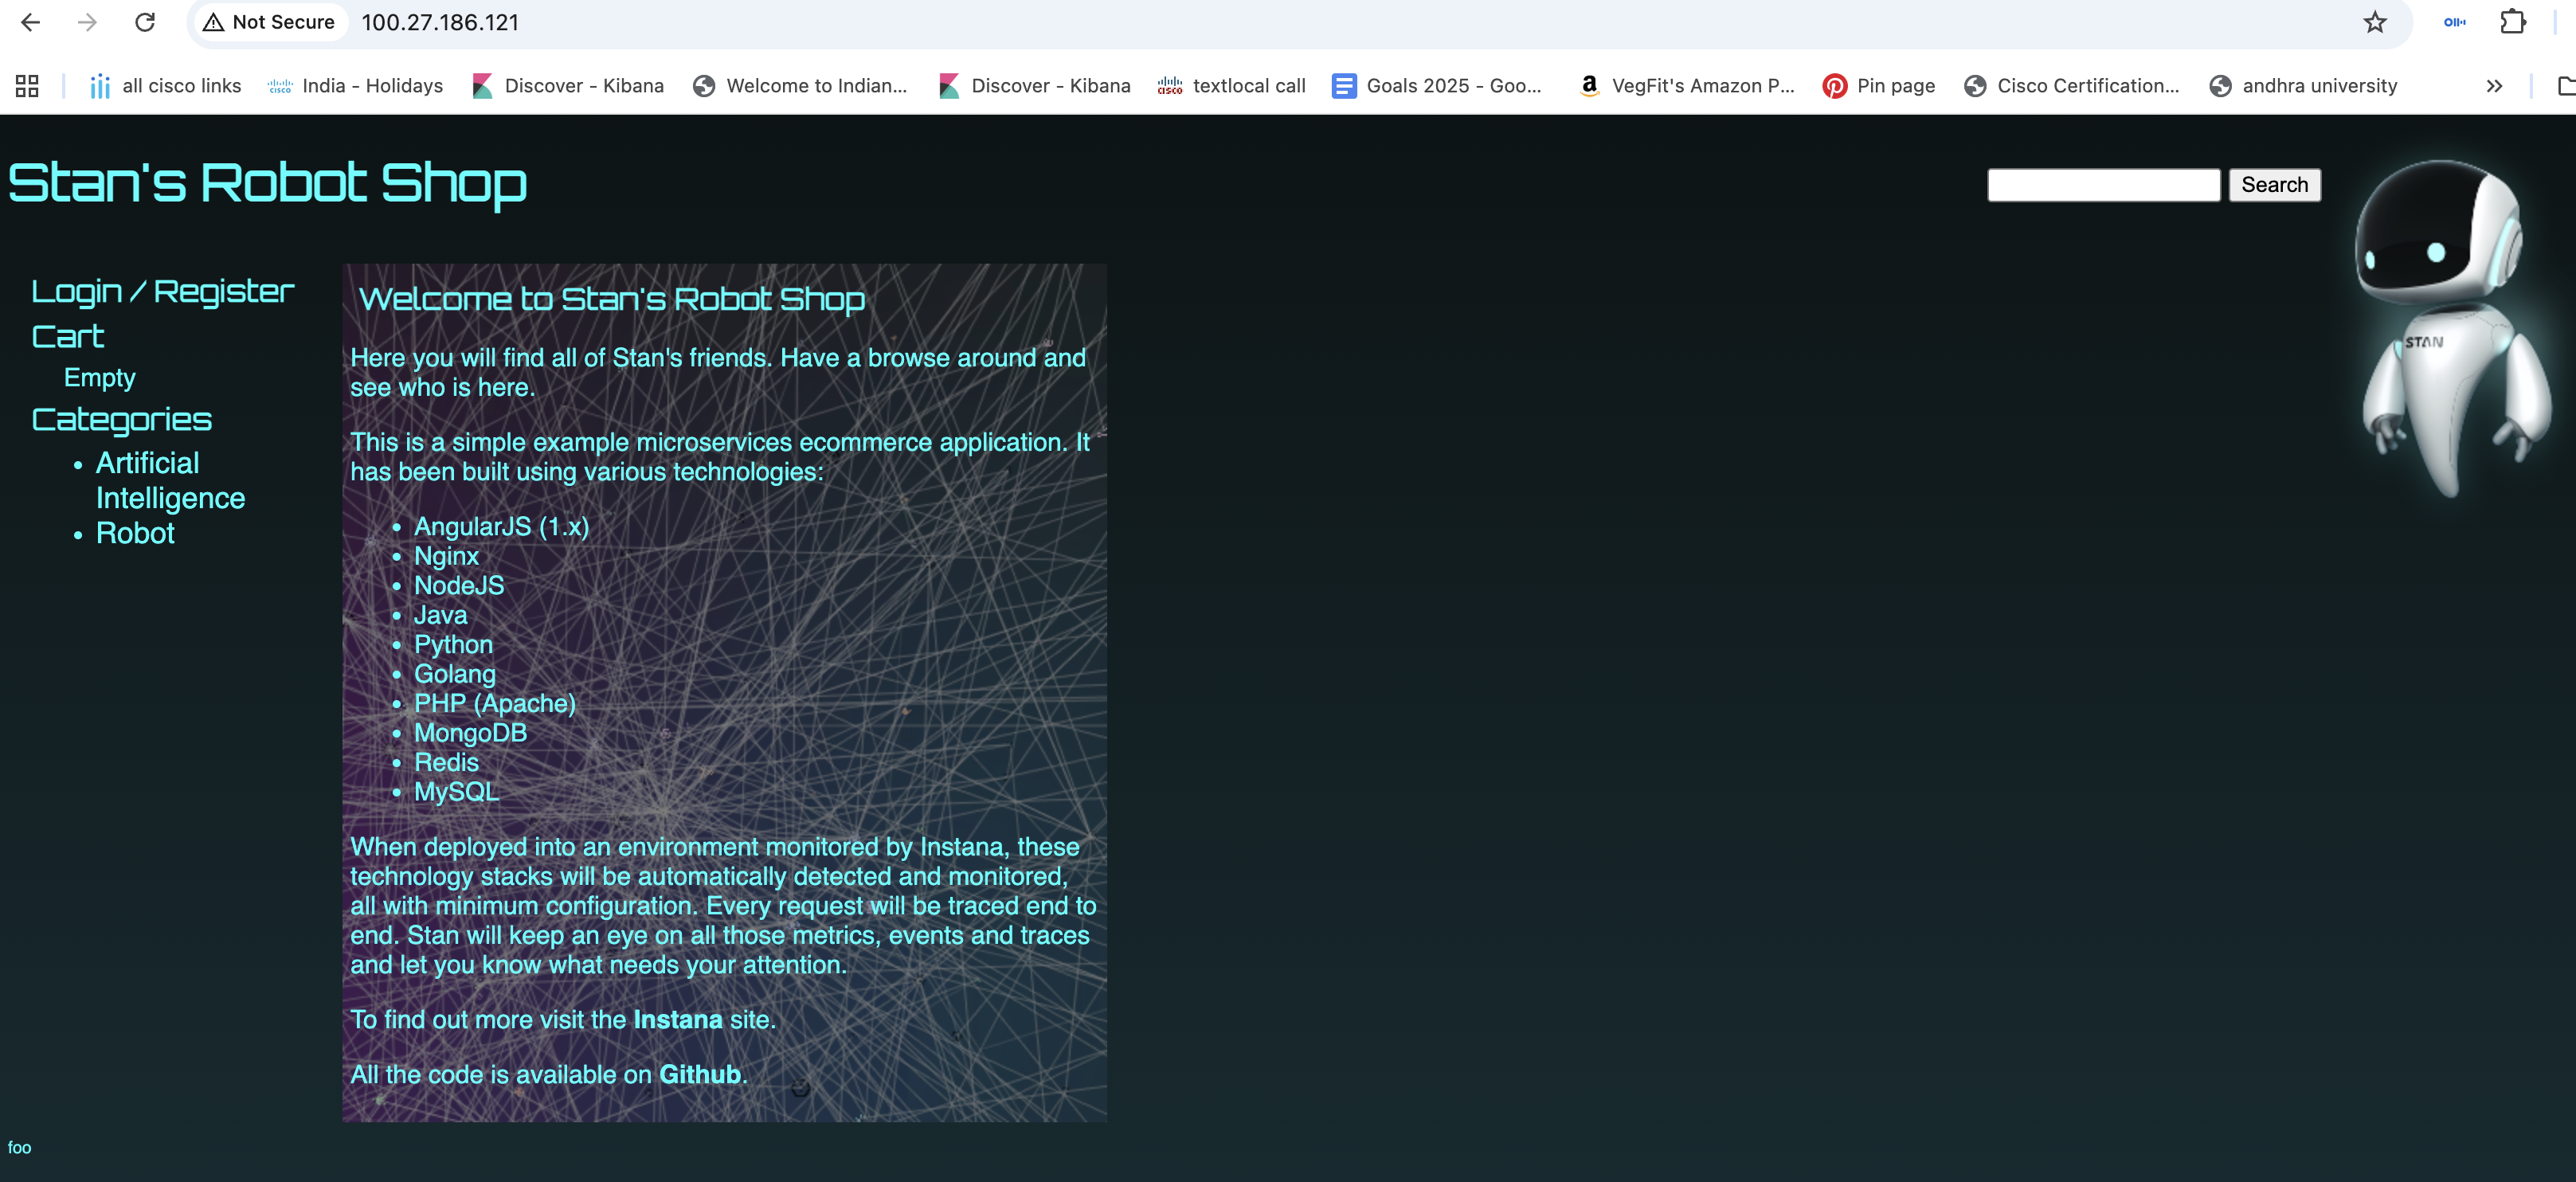 Not Secure 100.27.186.121
all cisco links India - Holidays Discover - Kibana Welcome to Indian... Discover - Kibana textlocal call Goals 2025 - Goo... VegFit's Amazon P... Pin page Cisco Certification... andhra university
Stan's Robot Shop
Search
STAN
Login / Register
Cart
Empty
Categories
• Artificial
Intelligence
• Robot
Welcome to Stan's Robot Shop
Here you will find all of Stan's friends. Have a browse around and
see who is here.
This is a simple example microservices ecommerce application. It
has been built using various technologies:
• AngularJS (1.x)
• Nginx
• NodeJS
• Java
• Python
• Golang
• PHP (Apache)
• MongoDB
• Redis
• MySQL
When deployed into an environment monitored by Instana, these
technology stacks will be automatically detected and monitored,
all with minimum configuration. Every request will be traced end to
end. Stan will keep an eye on all those metrics, events and traces
and let you know what needs your attention.
To find out more visit the Instana site.
All the code is available on Github.
foo